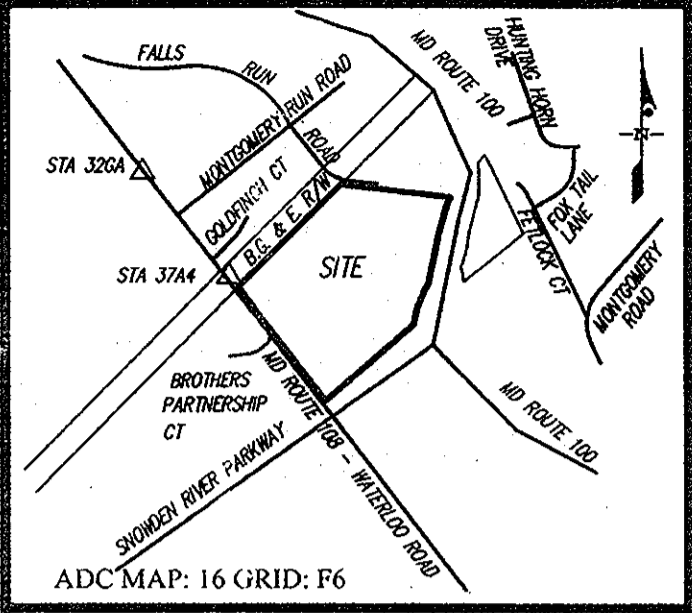 FALLS
RUN
ROAD
MONTGOMERY RUN ROAD
MD ROUTE 100
HUNTING HORN
DRIVE
N
STA 32GA
GOLDFINCH CT
B.G. & E. R/W
FOX TAIL
LANE
FETLOCK CT
MONTGOMERY
ROAD
STA 37A4
SITE
BROTHERS
PARTNERSHIP
CT
MD ROUTE 108 - WATERLOO ROAD
MD ROUTE 100
SNOWDEN RIVER PARKWAY
ADC MAP: 16 GRID: F6